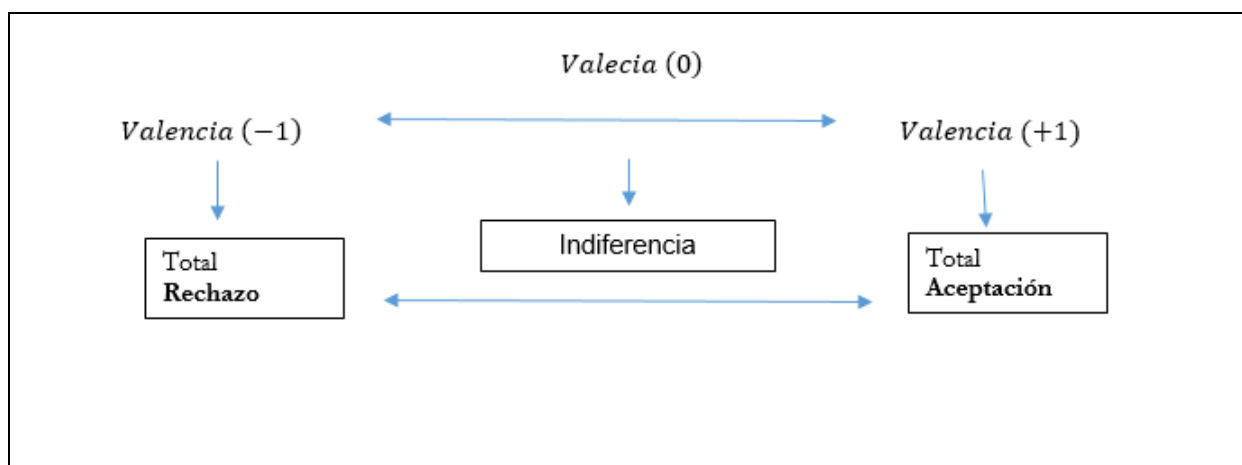 Valecia (0)
Valencia (−1)
Valencia (+1)
Total
Rechazo
Indiferencia
Total
Aceptación